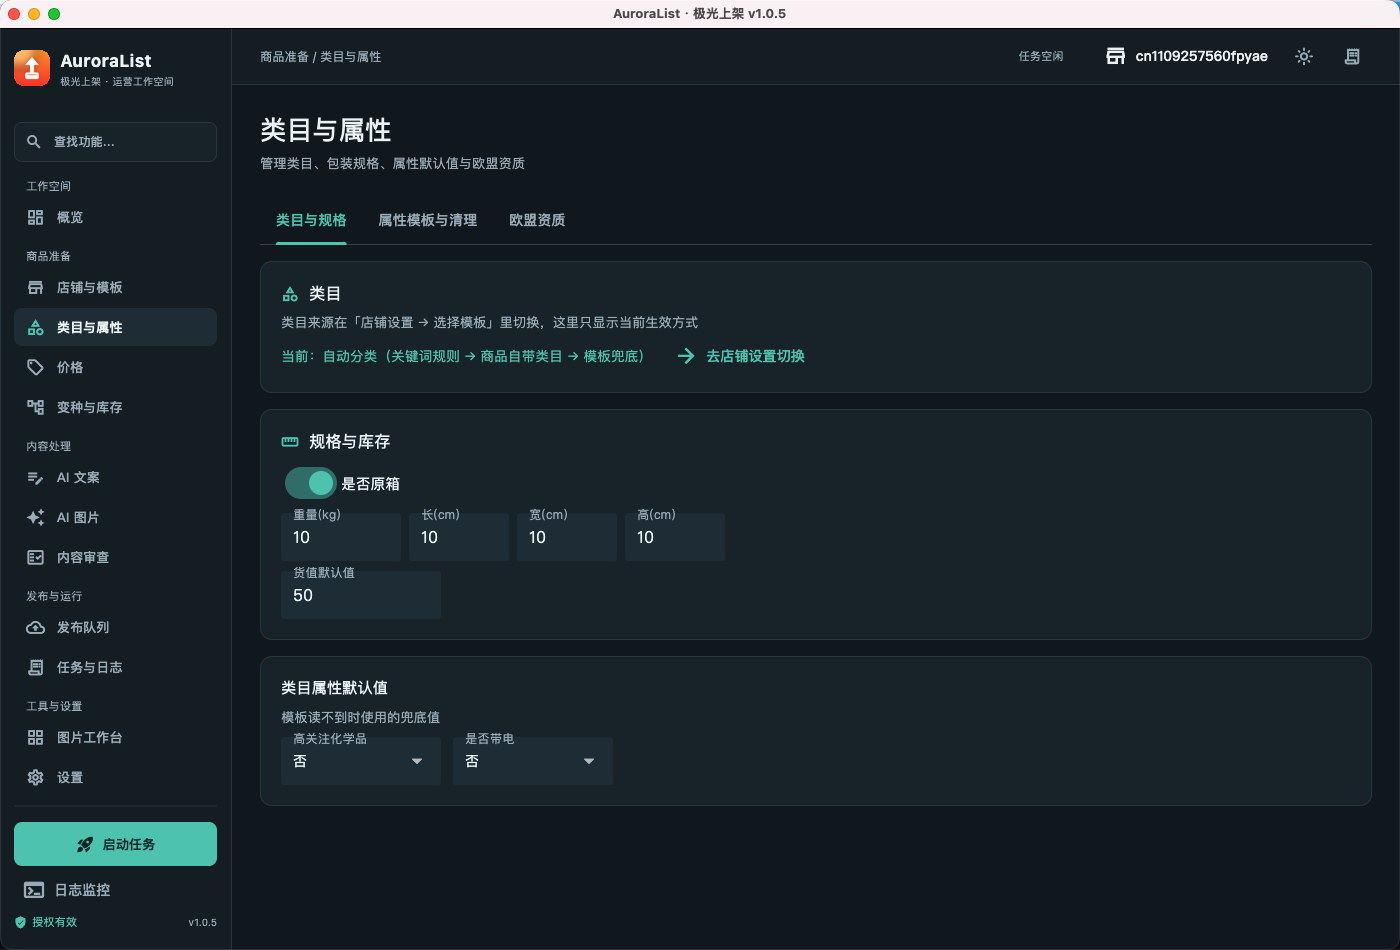 AuroraList · 极光上架 v1.0.5
AuroraList
极光上架 · 运营工作空间
查找功能...
工作空间
概览
商品准备
店铺与模板
类目与属性
价格
变种与库存
内容处理
AI 文案
AI 图片
内容审查
发布与运行
发布队列
任务与日志
工具与设置
图片工作台
设置
启动任务
日志监控
授权有效 v1.0.5
商品准备 / 类目与属性 任务空闲 cn1109257560fpyae
类目与属性
管理类目、包装规格、属性默认值与欧盟资质
类目与规格 属性模板与清理 欧盟资质
类目
类目来源在「店铺设置 → 选择模板」里切换，这里只显示当前生效方式
当前：自动分类（关键词规则 → 商品自带类目 → 模板兜底） → 去店铺设置切换
规格与库存
是否原箱
重量(kg) 长(cm) 宽(cm) 高(cm)
10 10 10 10
货值默认值
50
类目属性默认值
模板读不到时使用的兜底值
高关注化学品 是否带电
否 否